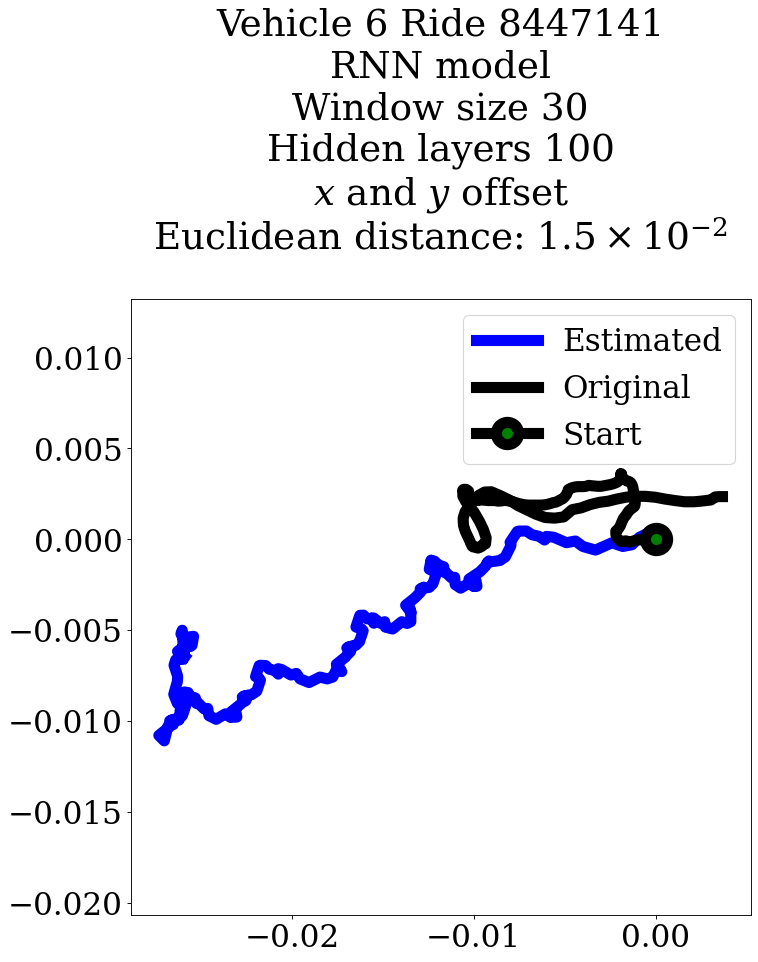 Vehicle 6 Ride 8447141
RNN model
Window size 30
Hidden layers 100
x and y offset
Euclidean distance: 1.5 × 10⁻²
Estimated
Original
Start
0.010
0.005
0.000
−0.005
−0.010
−0.015
−0.020
−0.02 −0.01 0.00